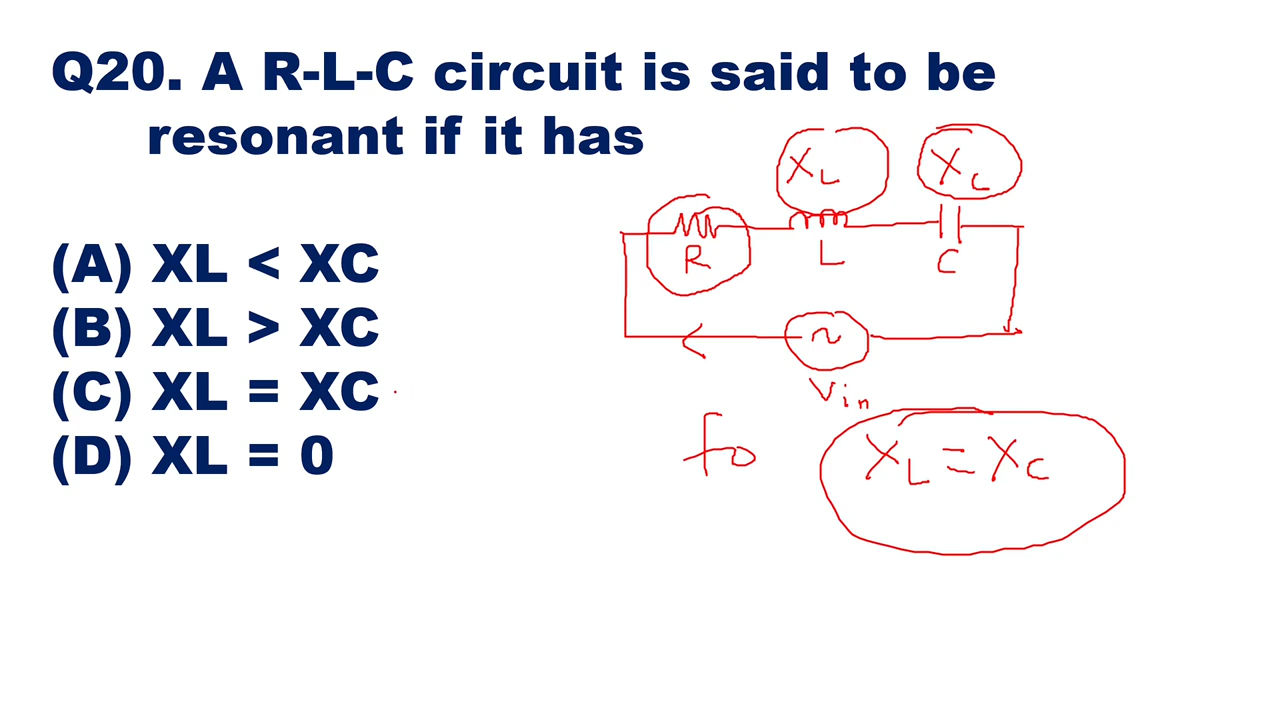 Q20. A R-L-C circuit is said to be
resonant if it has
(A) XL < XC
(B) XL > XC
(C) XL = XC
(D) XL = 0
XL
XC
R
L
C
~
Vin
fo
XL = XC